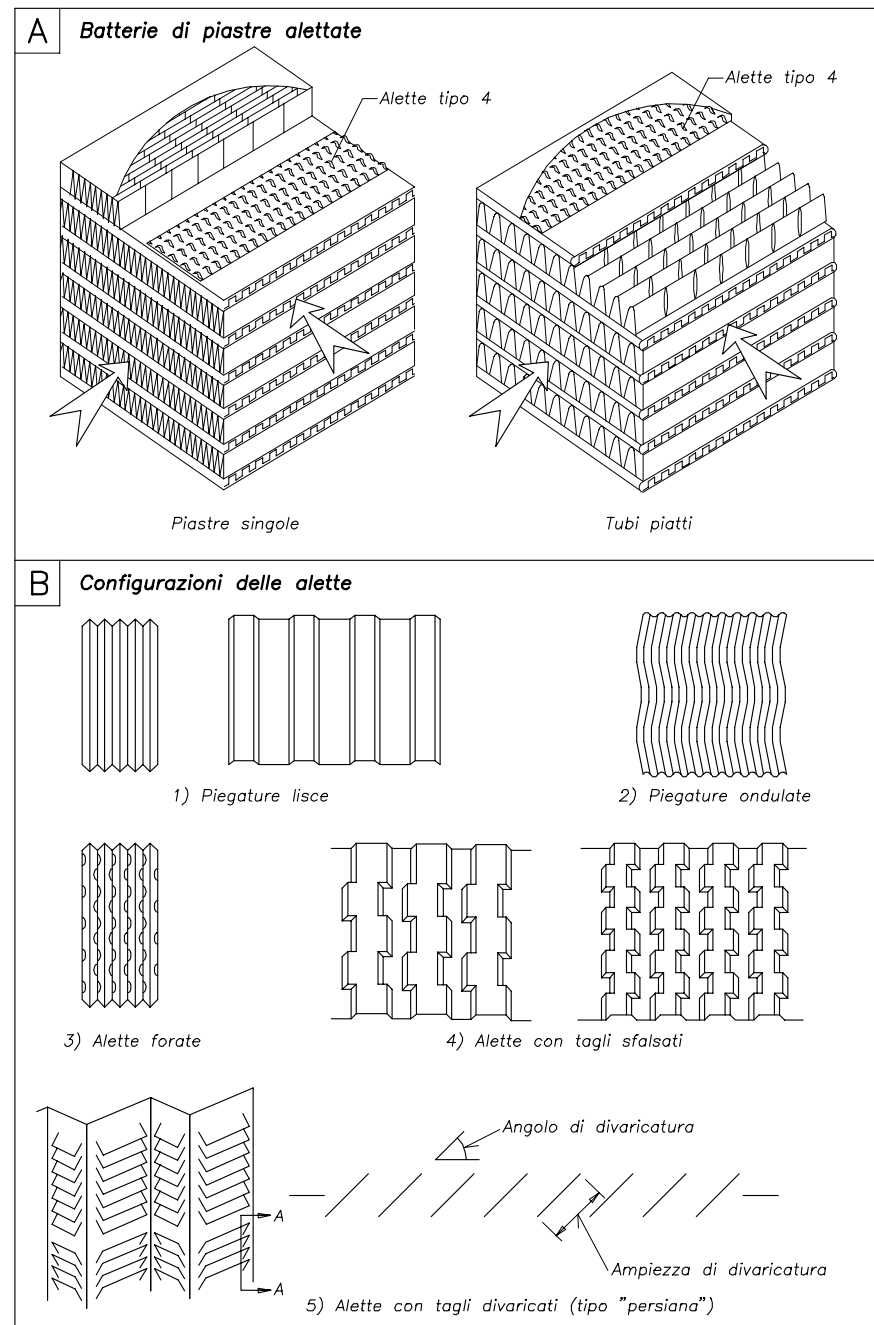 A
Batterie di piastre alettate
Alette tipo 4
Alette tipo 4
Piastre singole
Tubi piatti
B
Configurazioni delle alette
1) Piegature lisce
2) Piegature ondulate
3) Alette forate
4) Alette con tagli sfalsati
Angolo di divaricatura
A
A
Ampiezza di divaricatura
5) Alette con tagli divaricati (tipo "persiana")